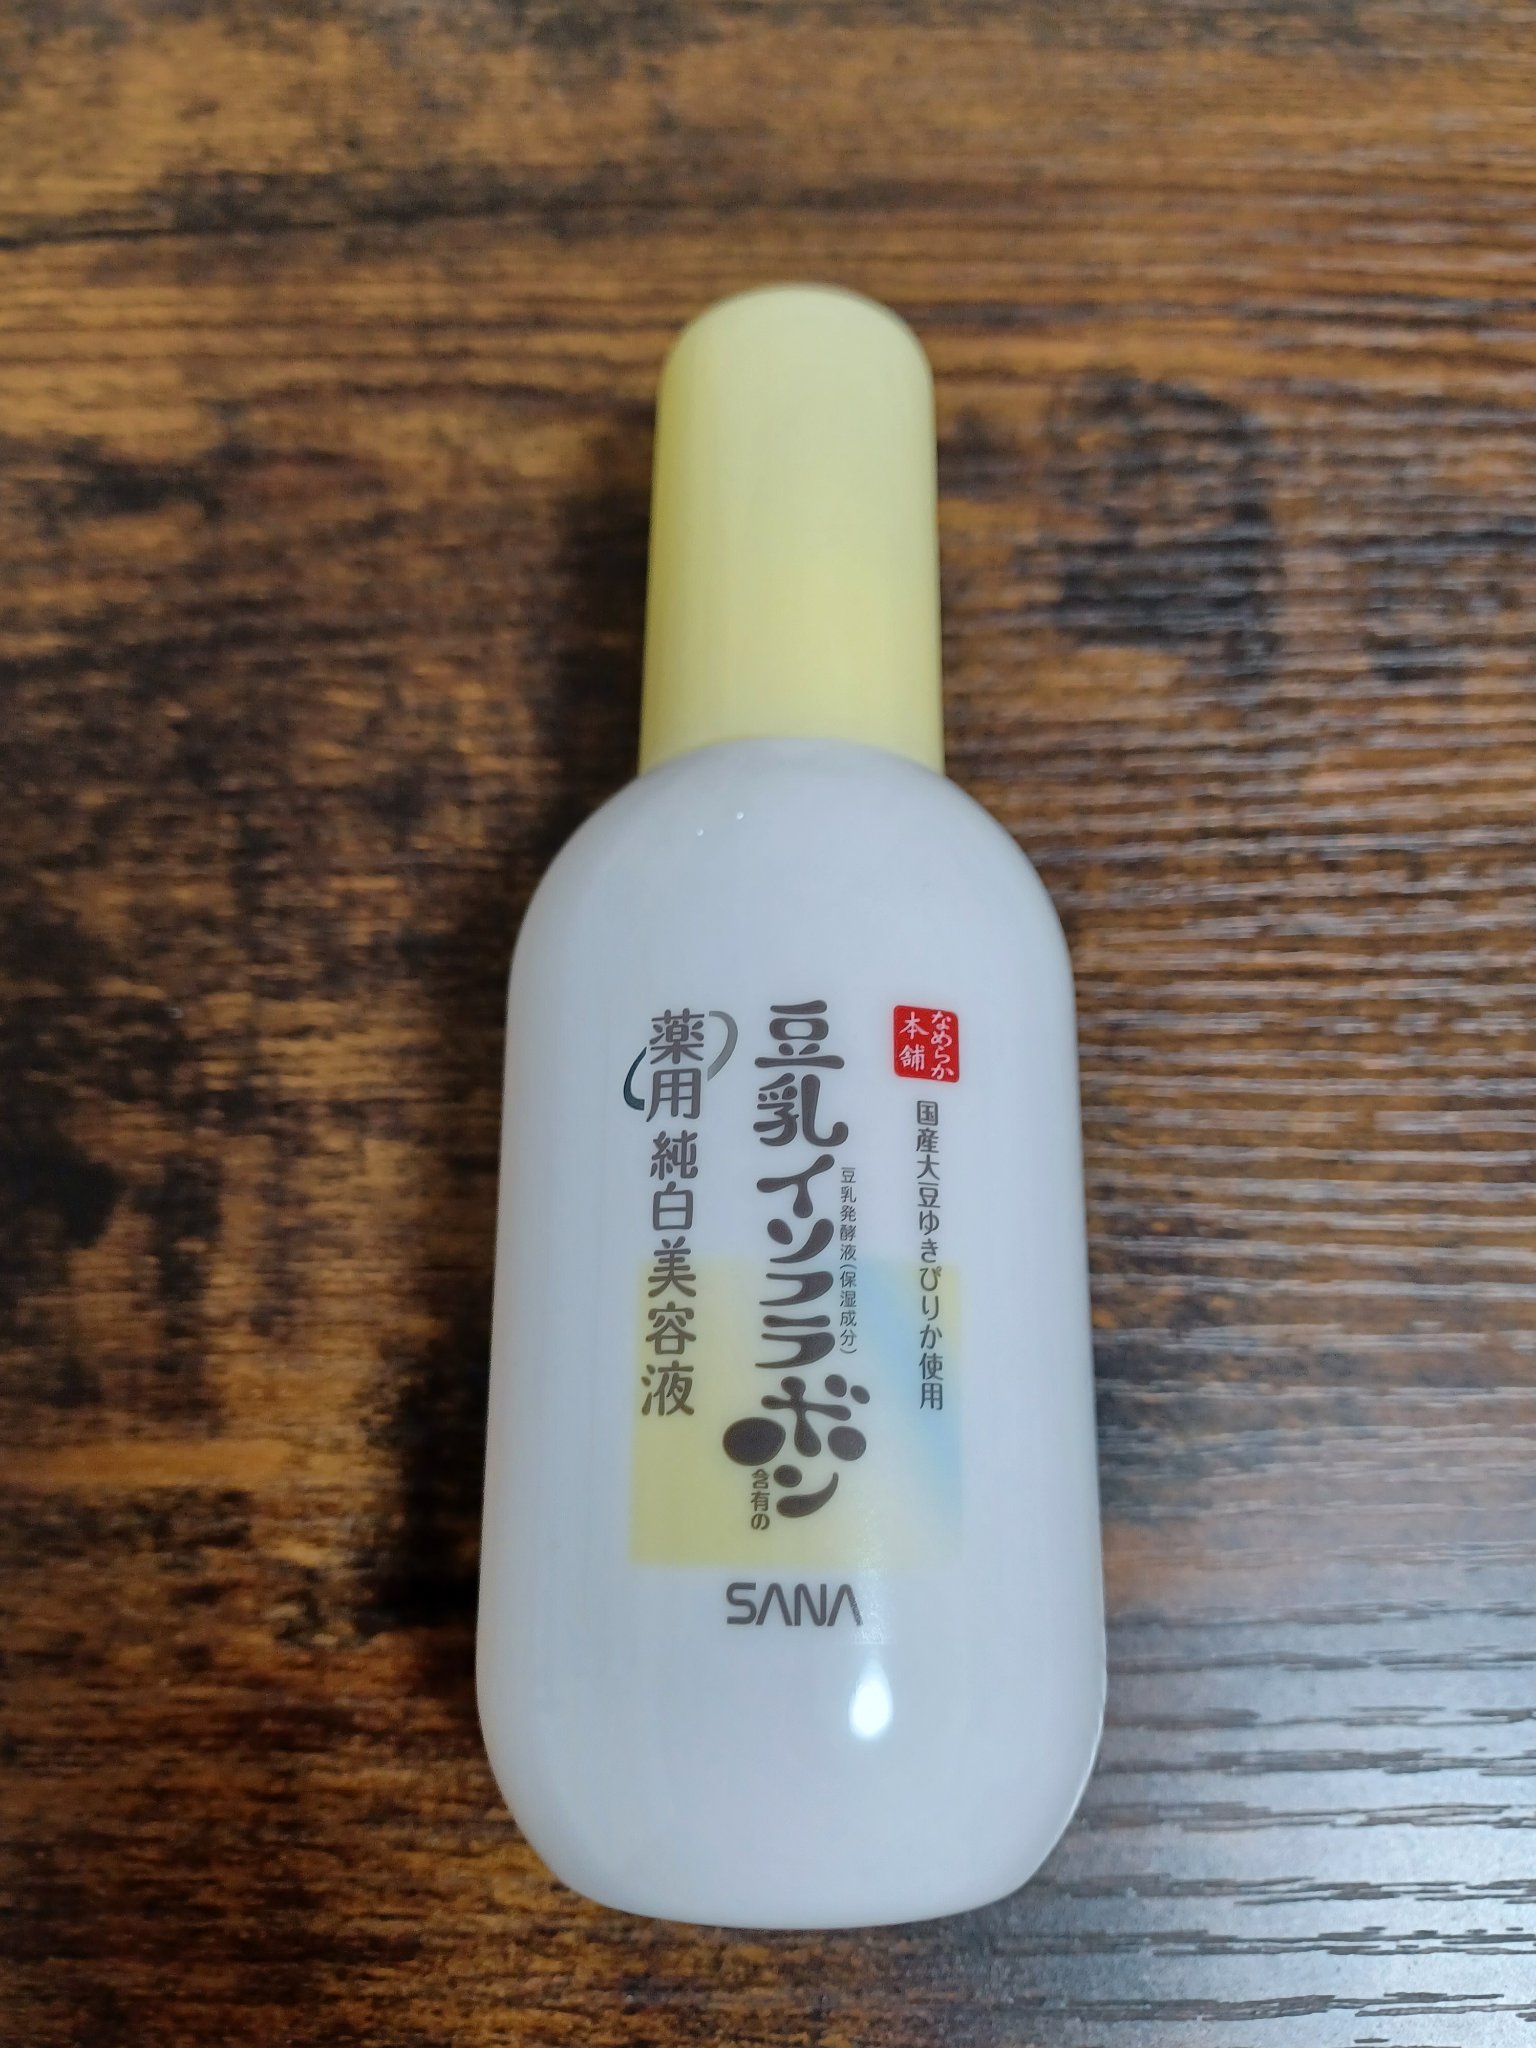 なめらか
本舗
国産大豆ゆきぴりか使用
豆乳イソフラボン
豆乳発酵液(保湿成分)
含有の
薬用 純白美容液
SANA